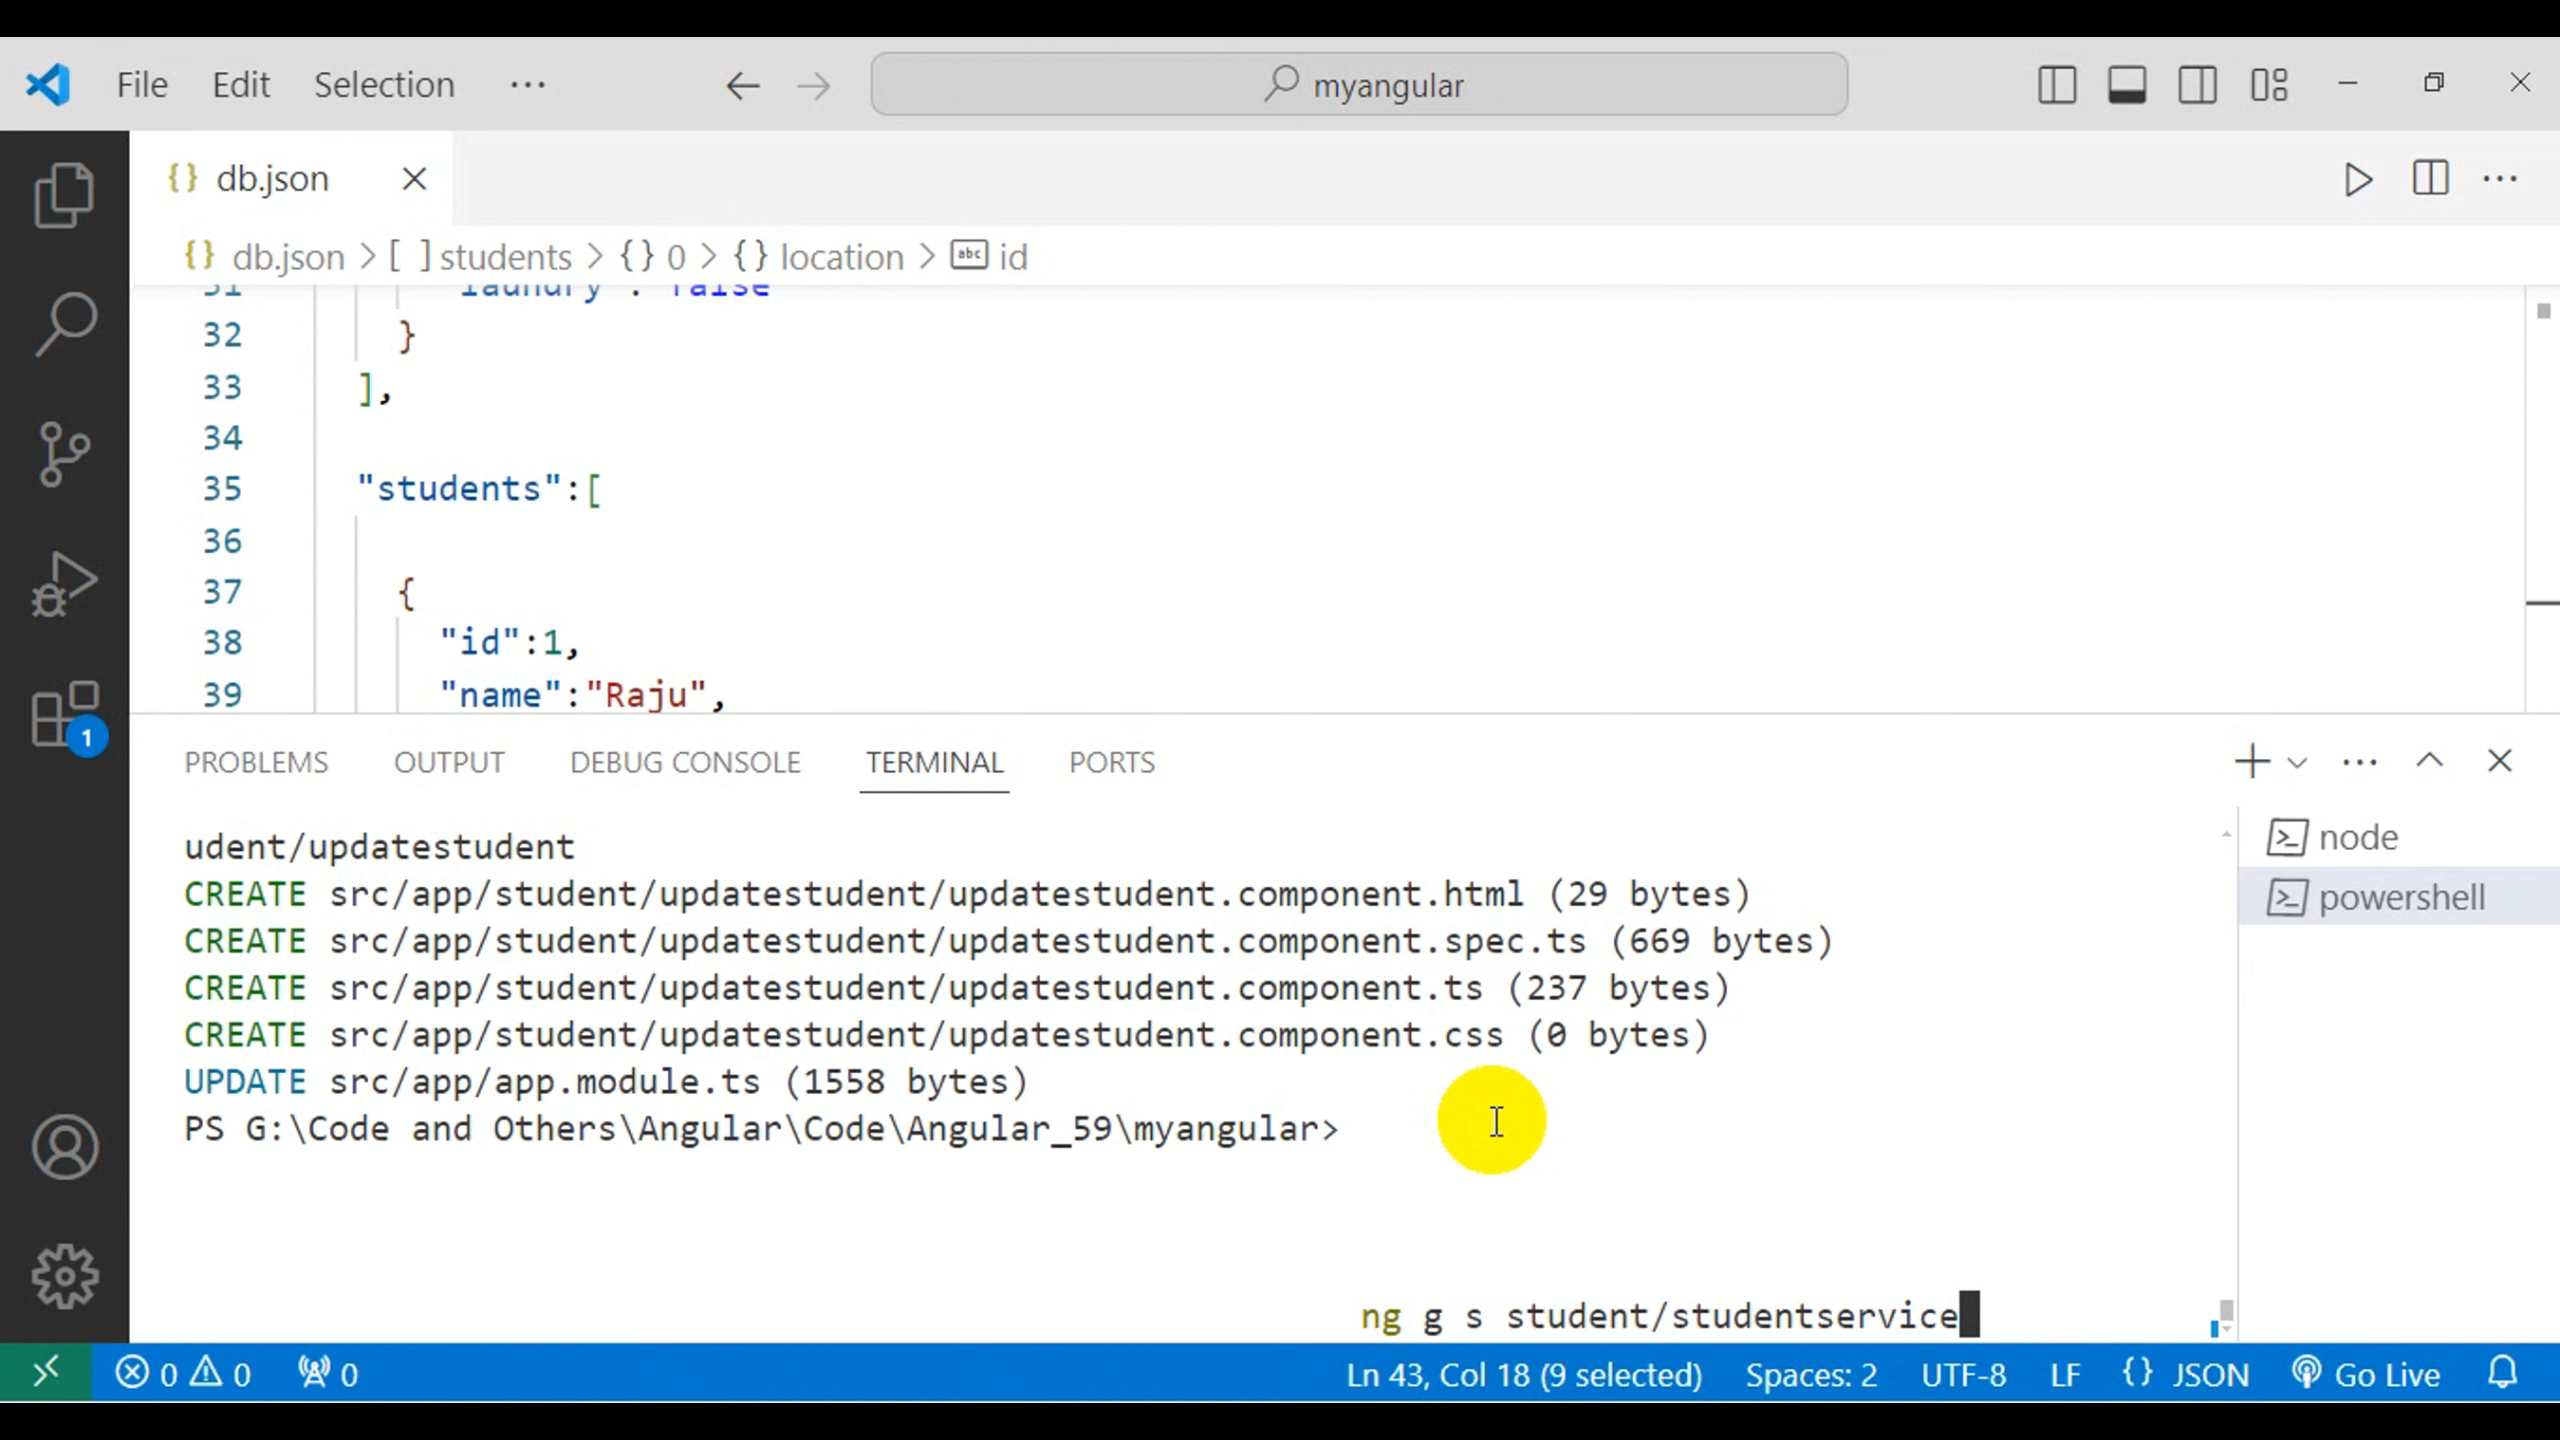 File Edit Selection ··· myangular
{} db.json
{} db.json > [ ] students > {} 0 > {} location > abc id
31 "laundry": false
32 }
33 ],
34
35 "students":[
36
37 {
38 "id":1,
39 "name":"Raju",
1
PROBLEMS OUTPUT DEBUG CONSOLE TERMINAL PORTS
udent/updatestudent
CREATE src/app/student/updatestudent/updatestudent.component.html (29 bytes)
CREATE src/app/student/updatestudent/updatestudent.component.spec.ts (669 bytes)
CREATE src/app/student/updatestudent/updatestudent.component.ts (237 bytes)
CREATE src/app/student/updatestudent/updatestudent.component.css (0 bytes)
UPDATE src/app/app.module.ts (1558 bytes)
PS G:\Code and Others\Angular\Code\Angular_59\myangular>
ng g s student/studentservice
node
powershell
0 0 0 Ln 43, Col 18 (9 selected) Spaces: 2 UTF-8 LF {} JSON Go Live